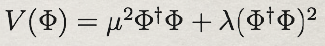 V(Φ) = μ²Φ†Φ + λ(Φ†Φ)²